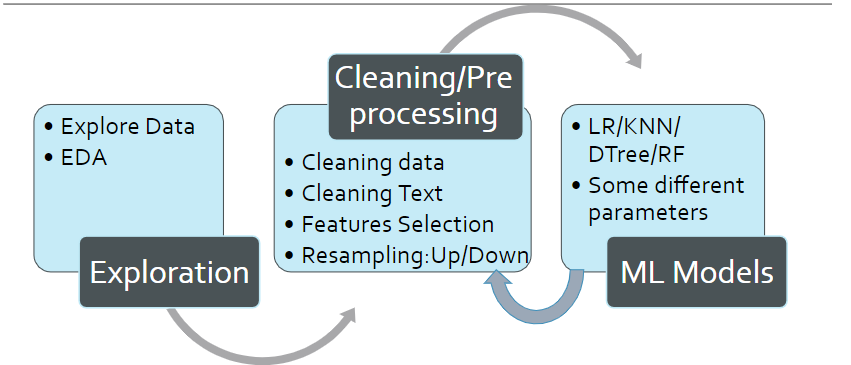 • Explore Data
• EDA
Exploration
Cleaning/Pre
processing
• Cleaning data
• Cleaning Text
• Features Selection
• Resampling:Up/Down
• LR/KNN/
DTree/RF
• Some different
parameters
ML Models